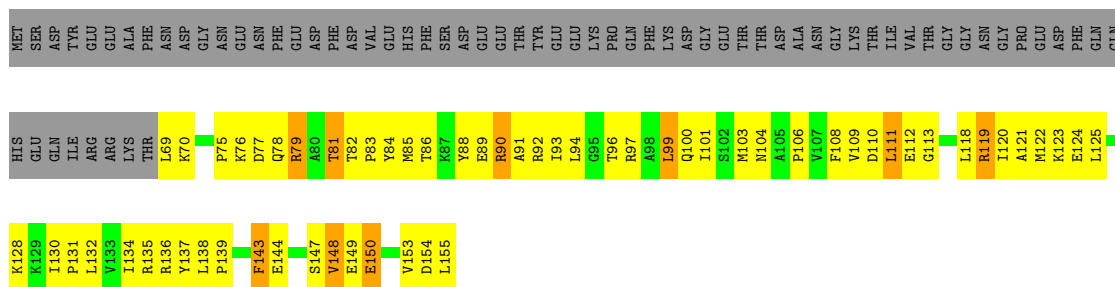 MET SER ASP TYR GLU GLU ALA PHE ASN ASP GLY ASN GLU ASN PHE GLU ASP PHE ASP VAL GLU HIS PHE SER ASP GLU GLU THR TYR GLU GLU LYS PRO GLN PHE LYS ASP GLY GLU THR THR ASP ALA ASN GLY LYS THR ILE VAL THR GLY GLY ASN GLY PRO GLU ASP PHE GLN GLN
HIS GLU GLN ILE ARG ARG LYS THR L69 K70 P75 K76 D77 Q78 R79 A80 T81 T82 P83 Y84 M85 T86 K87 Y88 E89 R90 A91 R92 I93 L94 G95 T96 R97 A98 L99 Q100 I101 S102 M103 N104 A105 P106 V107 F108 V109 D110 L111 E112 G113 L118 R119 I120 A121 M122 K123 E124 L125
K128 K129 I130 P131 L132 V133 I134 R135 R136 Y137 L138 P139 F143 E144 S147 V148 E149 E150 V153 D154 L155